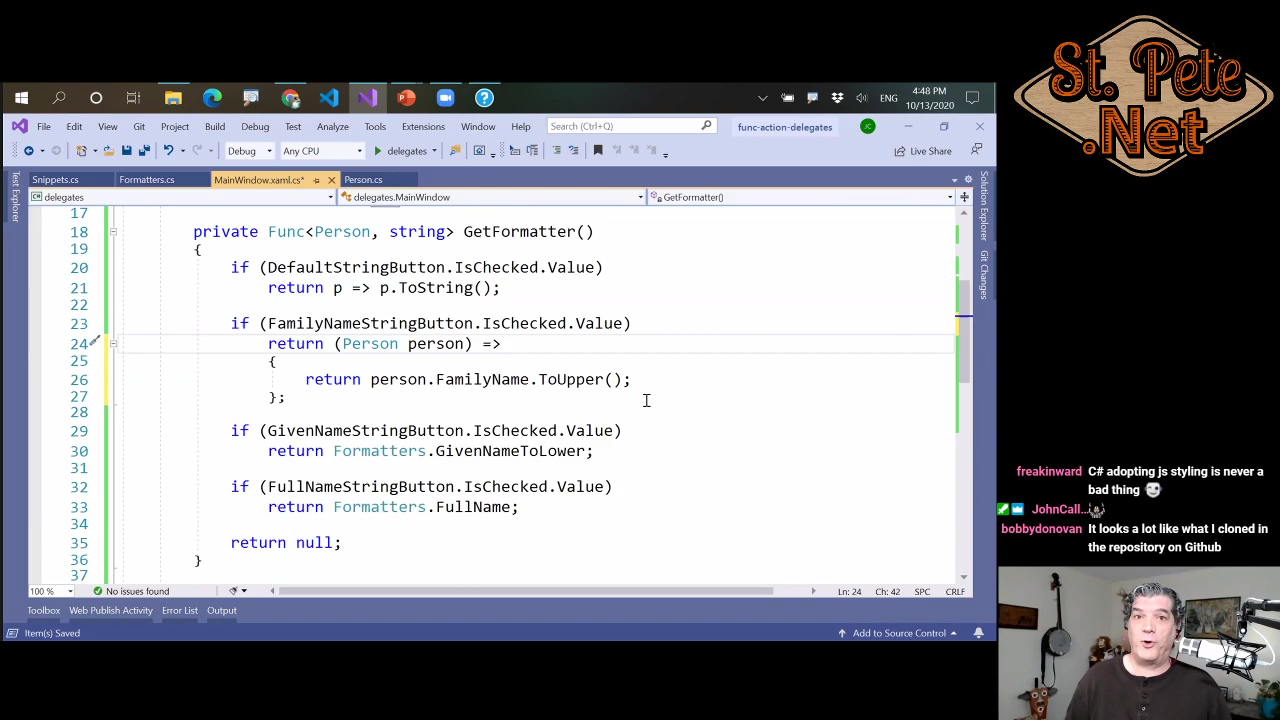 St. Pete
.Net
4:48 PM
ENG
10/13/2020
File Edit View Git Project Build Debug Test Analyze Tools Extensions Window Help Search (Ctrl+Q) func-action-delegates JC
Debug Any CPU delegates Live Share
Test Explorer
Snippets.cs Formatters.cs MainWindow.xaml.cs* Person.cs
delegates delegates.MainWindow GetFormatter()
Solution Explorer
Git Changes
17
18 private Func<Person, string> GetFormatter()
19 {
20 if (DefaultStringButton.IsChecked.Value)
21 return p => p.ToString();
22
23 if (FamilyNameStringButton.IsChecked.Value)
24 return (Person person) =>
25 {
26 return person.FamilyName.ToUpper();
27 };
28
29 if (GivenNameStringButton.IsChecked.Value)
30 return Formatters.GivenNameToLower;
31
32 if (FullNameStringButton.IsChecked.Value)
33 return Formatters.FullName;
34
35 return null;
36 }
37
100 % No issues found Ln: 24 Ch: 42 SPC CRLF
Toolbox Web Publish Activity Error List Output
Item(s) Saved Add to Source Control
freakinward C# adopting js styling is never a
bad thing
JohnCall...
bobbydonovan It looks a lot like what I cloned in
the repository on Github